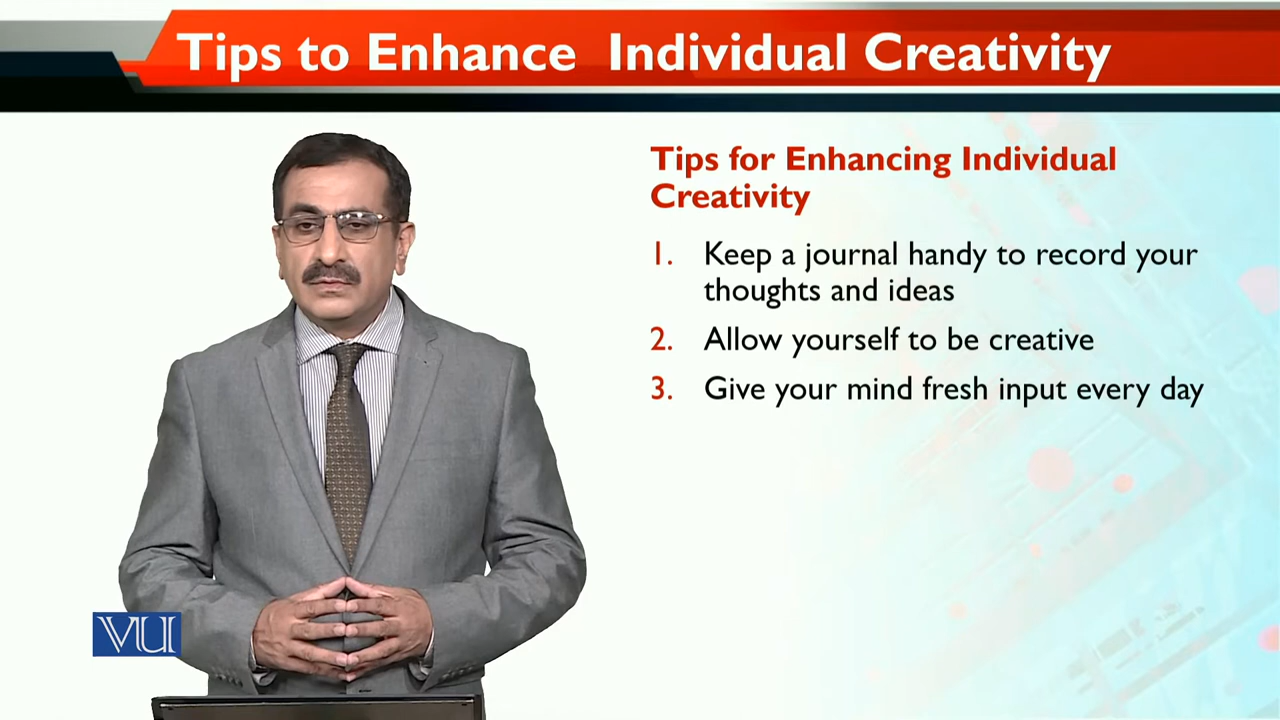 Tips to Enhance Individual Creativity
Tips for Enhancing Individual
Creativity
1. Keep a journal handy to record your
thoughts and ideas
2. Allow yourself to be creative
3. Give your mind fresh input every day
VU